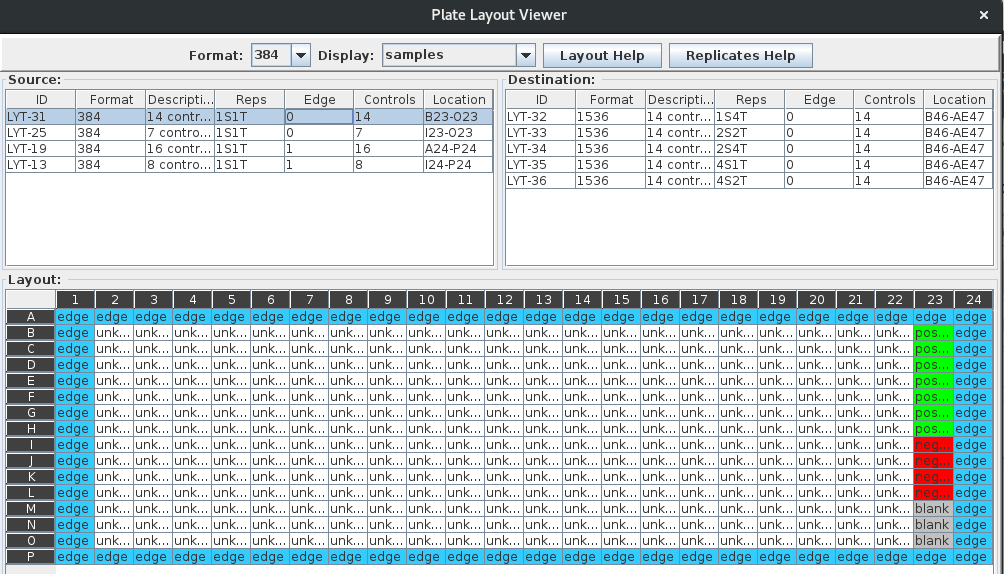 Plate Layout Viewer ×
Format: 384 Display: samples Layout Help Replicates Help
Source:
ID Format Descripti... Reps Edge Controls Location
LYT-31 384 14 contro... 1S1T 0 14 B23-O23
LYT-25 384 7 contro... 1S1T 0 7 I23-O23
LYT-19 384 16 contro... 1S1T 1 16 A24-P24
LYT-13 384 8 contro... 1S1T 1 8 I24-P24
Destination:
ID Format Descripti... Reps Edge Controls Location
LYT-32 1536 14 contr... 1S4T 0 14 B46-AE47
LYT-33 1536 14 contr... 2S2T 0 14 B46-AE47
LYT-34 1536 14 contr... 2S4T 0 14 B46-AE47
LYT-35 1536 14 contr... 4S1T 0 14 B46-AE47
LYT-36 1536 14 contr... 4S2T 0 14 B46-AE47
Layout:
1 2 3 4 5 6 7 8 9 10 11 12 13 14 15 16 17 18 19 20 21 22 23 24
A edge edge edge edge edge edge edge edge edge edge edge edge edge edge edge edge edge edge edge edge edge edge edge edge
B edge unk... unk... unk... unk... unk... unk... unk... unk... unk... unk... unk... unk... unk... unk... unk... unk... unk... unk... unk... unk... unk... pos... edge
C edge unk... unk... unk... unk... unk... unk... unk... unk... unk... unk... unk... unk... unk... unk... unk... unk... unk... unk... unk... unk... unk... pos... edge
D edge unk... unk... unk... unk... unk... unk... unk... unk... unk... unk... unk... unk... unk... unk... unk... unk... unk... unk... unk... unk... unk... pos... edge
E edge unk... unk... unk... unk... unk... unk... unk... unk... unk... unk... unk... unk... unk... unk... unk... unk... unk... unk... unk... unk... unk... pos... edge
F edge unk... unk... unk... unk... unk... unk... unk... unk... unk... unk... unk... unk... unk... unk... unk... unk... unk... unk... unk... unk... unk... pos... edge
G edge unk... unk... unk... unk... unk... unk... unk... unk... unk... unk... unk... unk... unk... unk... unk... unk... unk... unk... unk... unk... unk... pos... edge
H edge unk... unk... unk... unk... unk... unk... unk... unk... unk... unk... unk... unk... unk... unk... unk... unk... unk... unk... unk... unk... unk... pos... edge
I edge unk... unk... unk... unk... unk... unk... unk... unk... unk... unk... unk... unk... unk... unk... unk... unk... unk... unk... unk... unk... unk... neg... edge
J edge unk... unk... unk... unk... unk... unk... unk... unk... unk... unk... unk... unk... unk... unk... unk... unk... unk... unk... unk... unk... unk... neg... edge
K edge unk... unk... unk... unk... unk... unk... unk... unk... unk... unk... unk... unk... unk... unk... unk... unk... unk... unk... unk... unk... unk... neg... edge
L edge unk... unk... unk... unk... unk... unk... unk... unk... unk... unk... unk... unk... unk... unk... unk... unk... unk... unk... unk... unk... unk... neg... edge
M edge unk... unk... unk... unk... unk... unk... unk... unk... unk... unk... unk... unk... unk... unk... unk... unk... unk... unk... unk... unk... unk... blank edge
N edge unk... unk... unk... unk... unk... unk... unk... unk... unk... unk... unk... unk... unk... unk... unk... unk... unk... unk... unk... unk... unk... blank edge
O edge unk... unk... unk... unk... unk... unk... unk... unk... unk... unk... unk... unk... unk... unk... unk... unk... unk... unk... unk... unk... unk... blank edge
P edge edge edge edge edge edge edge edge edge edge edge edge edge edge edge edge edge edge edge edge edge edge edge edge